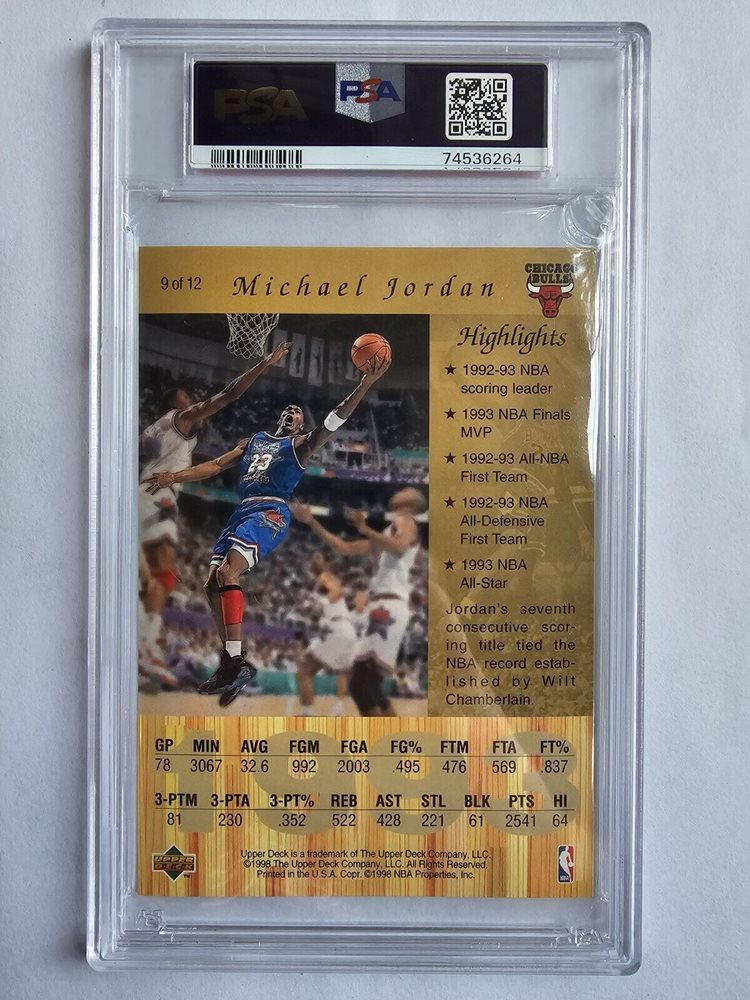 PSA
PSA
74536264
9 of 12
Michael Jordan
CHICAGO
BULLS
Highlights
★ 1992-93 NBA
scoring leader
★ 1993 NBA Finals
MVP
★ 1992-93 All-NBA
First Team
★ 1992-93 NBA
All-Defensive
First Team
★ 1993 NBA
All-Star
Jordan's seventh
consecutive scor-
ing title tied the
NBA record estab-
lished by Wilt
Chamberlain.
23
1993
GP MIN AVG FGM FGA FG% FTM FTA FT%
78 3067 32.6 992 2003 .495 476 569 .837
3-PTM 3-PTA 3-PT% REB AST STL BLK PTS HI
81 230 .352 522 428 221 61 2541 64
UPPER
DECK
™
Upper Deck is a trademark of The Upper Deck Company, LLC.
©1998 The Upper Deck Company, LLC. All Rights Reserved.
Printed in the U.S.A. Copr. ©1998 NBA Properties, Inc.
NBA